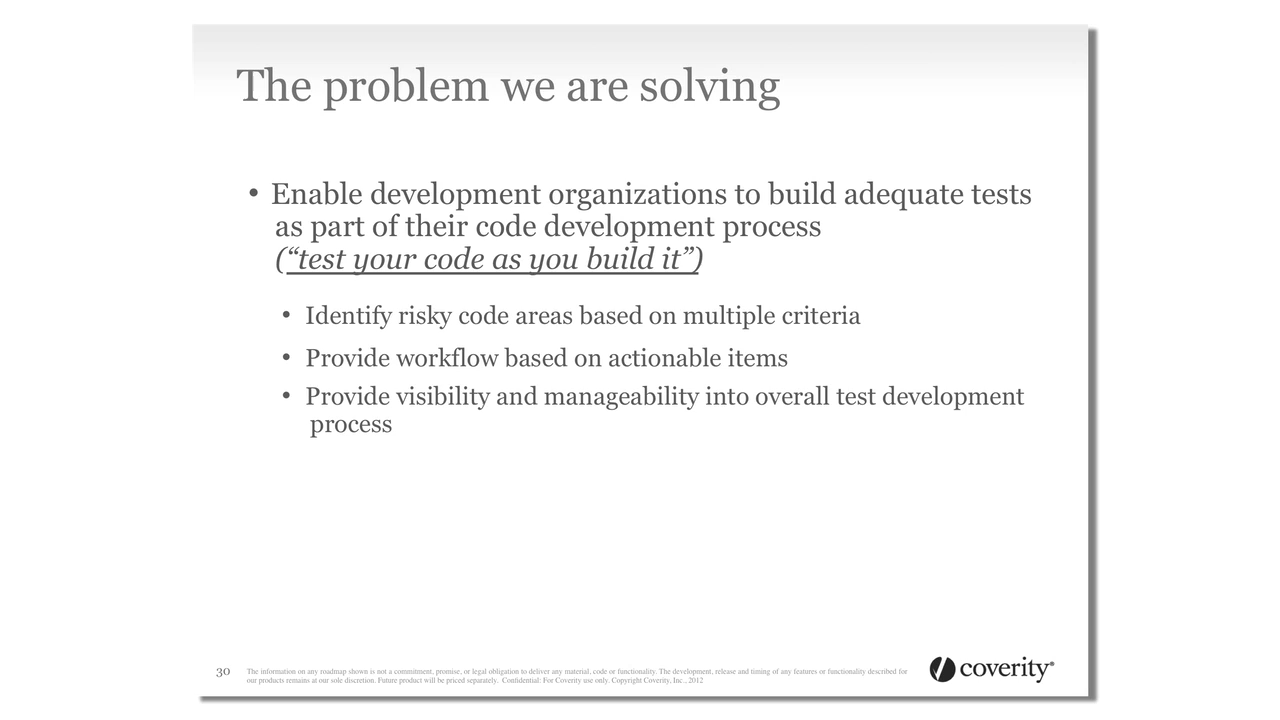 The problem we are solving
• Enable development organizations to build adequate tests
as part of their code development process
(“test your code as you build it”)
• Identify risky code areas based on multiple criteria
• Provide workflow based on actionable items
• Provide visibility and manageability into overall test development
process
30
The information on any roadmap shown is not a commitment, promise, or legal obligation to deliver any material, code or functionality. The development, release and timing of any features or functionality described for
our products remains at our sole discretion. Future product will be priced separately. Confidential: For Coverity use only. Copyright Coverity, Inc., 2012
coverity®